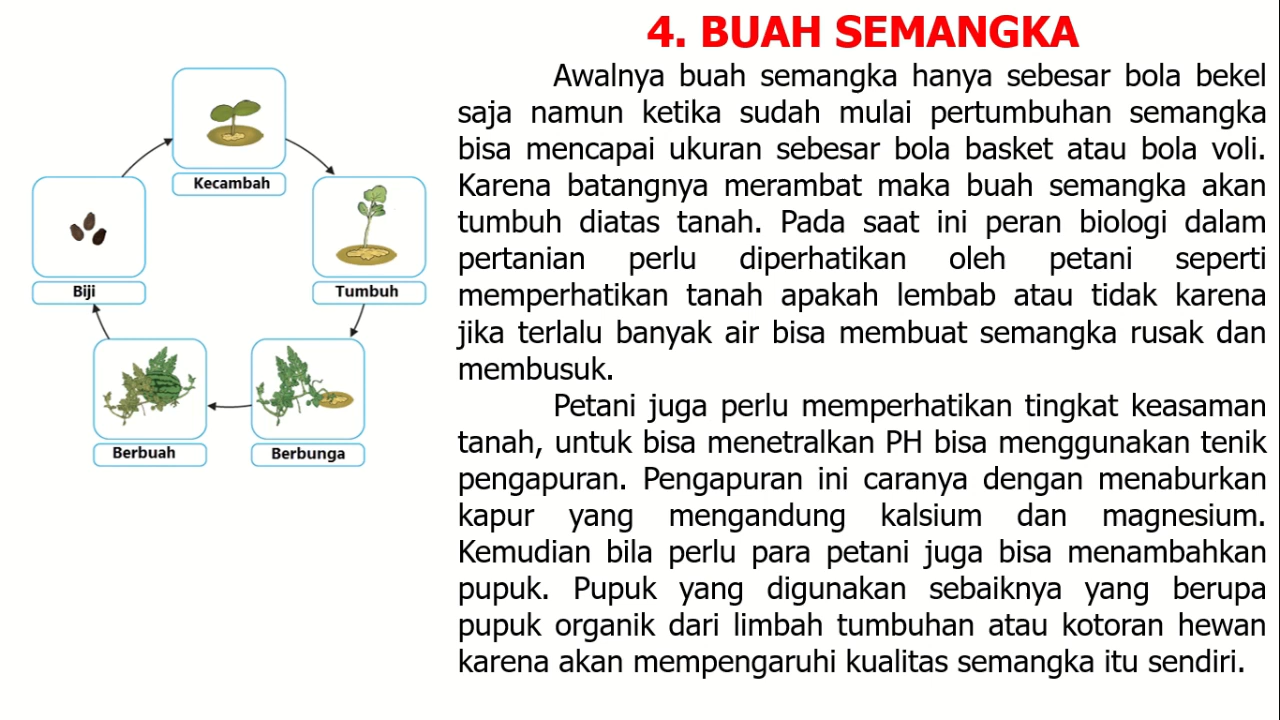 4. BUAH SEMANGKA
Kecambah
Biji
Tumbuh
Berbuah
Berbunga
Awalnya buah semangka hanya sebesar bola bekel
saja namun ketika sudah mulai pertumbuhan semangka
bisa mencapai ukuran sebesar bola basket atau bola voli.
Karena batangnya merambat maka buah semangka akan
tumbuh diatas tanah. Pada saat ini peran biologi dalam
pertanian perlu diperhatikan oleh petani seperti
memperhatikan tanah apakah lembab atau tidak karena
jika terlalu banyak air bisa membuat semangka rusak dan
membusuk.
Petani juga perlu memperhatikan tingkat keasaman
tanah, untuk bisa menetralkan PH bisa menggunakan tenik
pengapuran. Pengapuran ini caranya dengan menaburkan
kapur yang mengandung kalsium dan magnesium.
Kemudian bila perlu para petani juga bisa menambahkan
pupuk. Pupuk yang digunakan sebaiknya yang berupa
pupuk organik dari limbah tumbuhan atau kotoran hewan
karena akan mempengaruhi kualitas semangka itu sendiri.